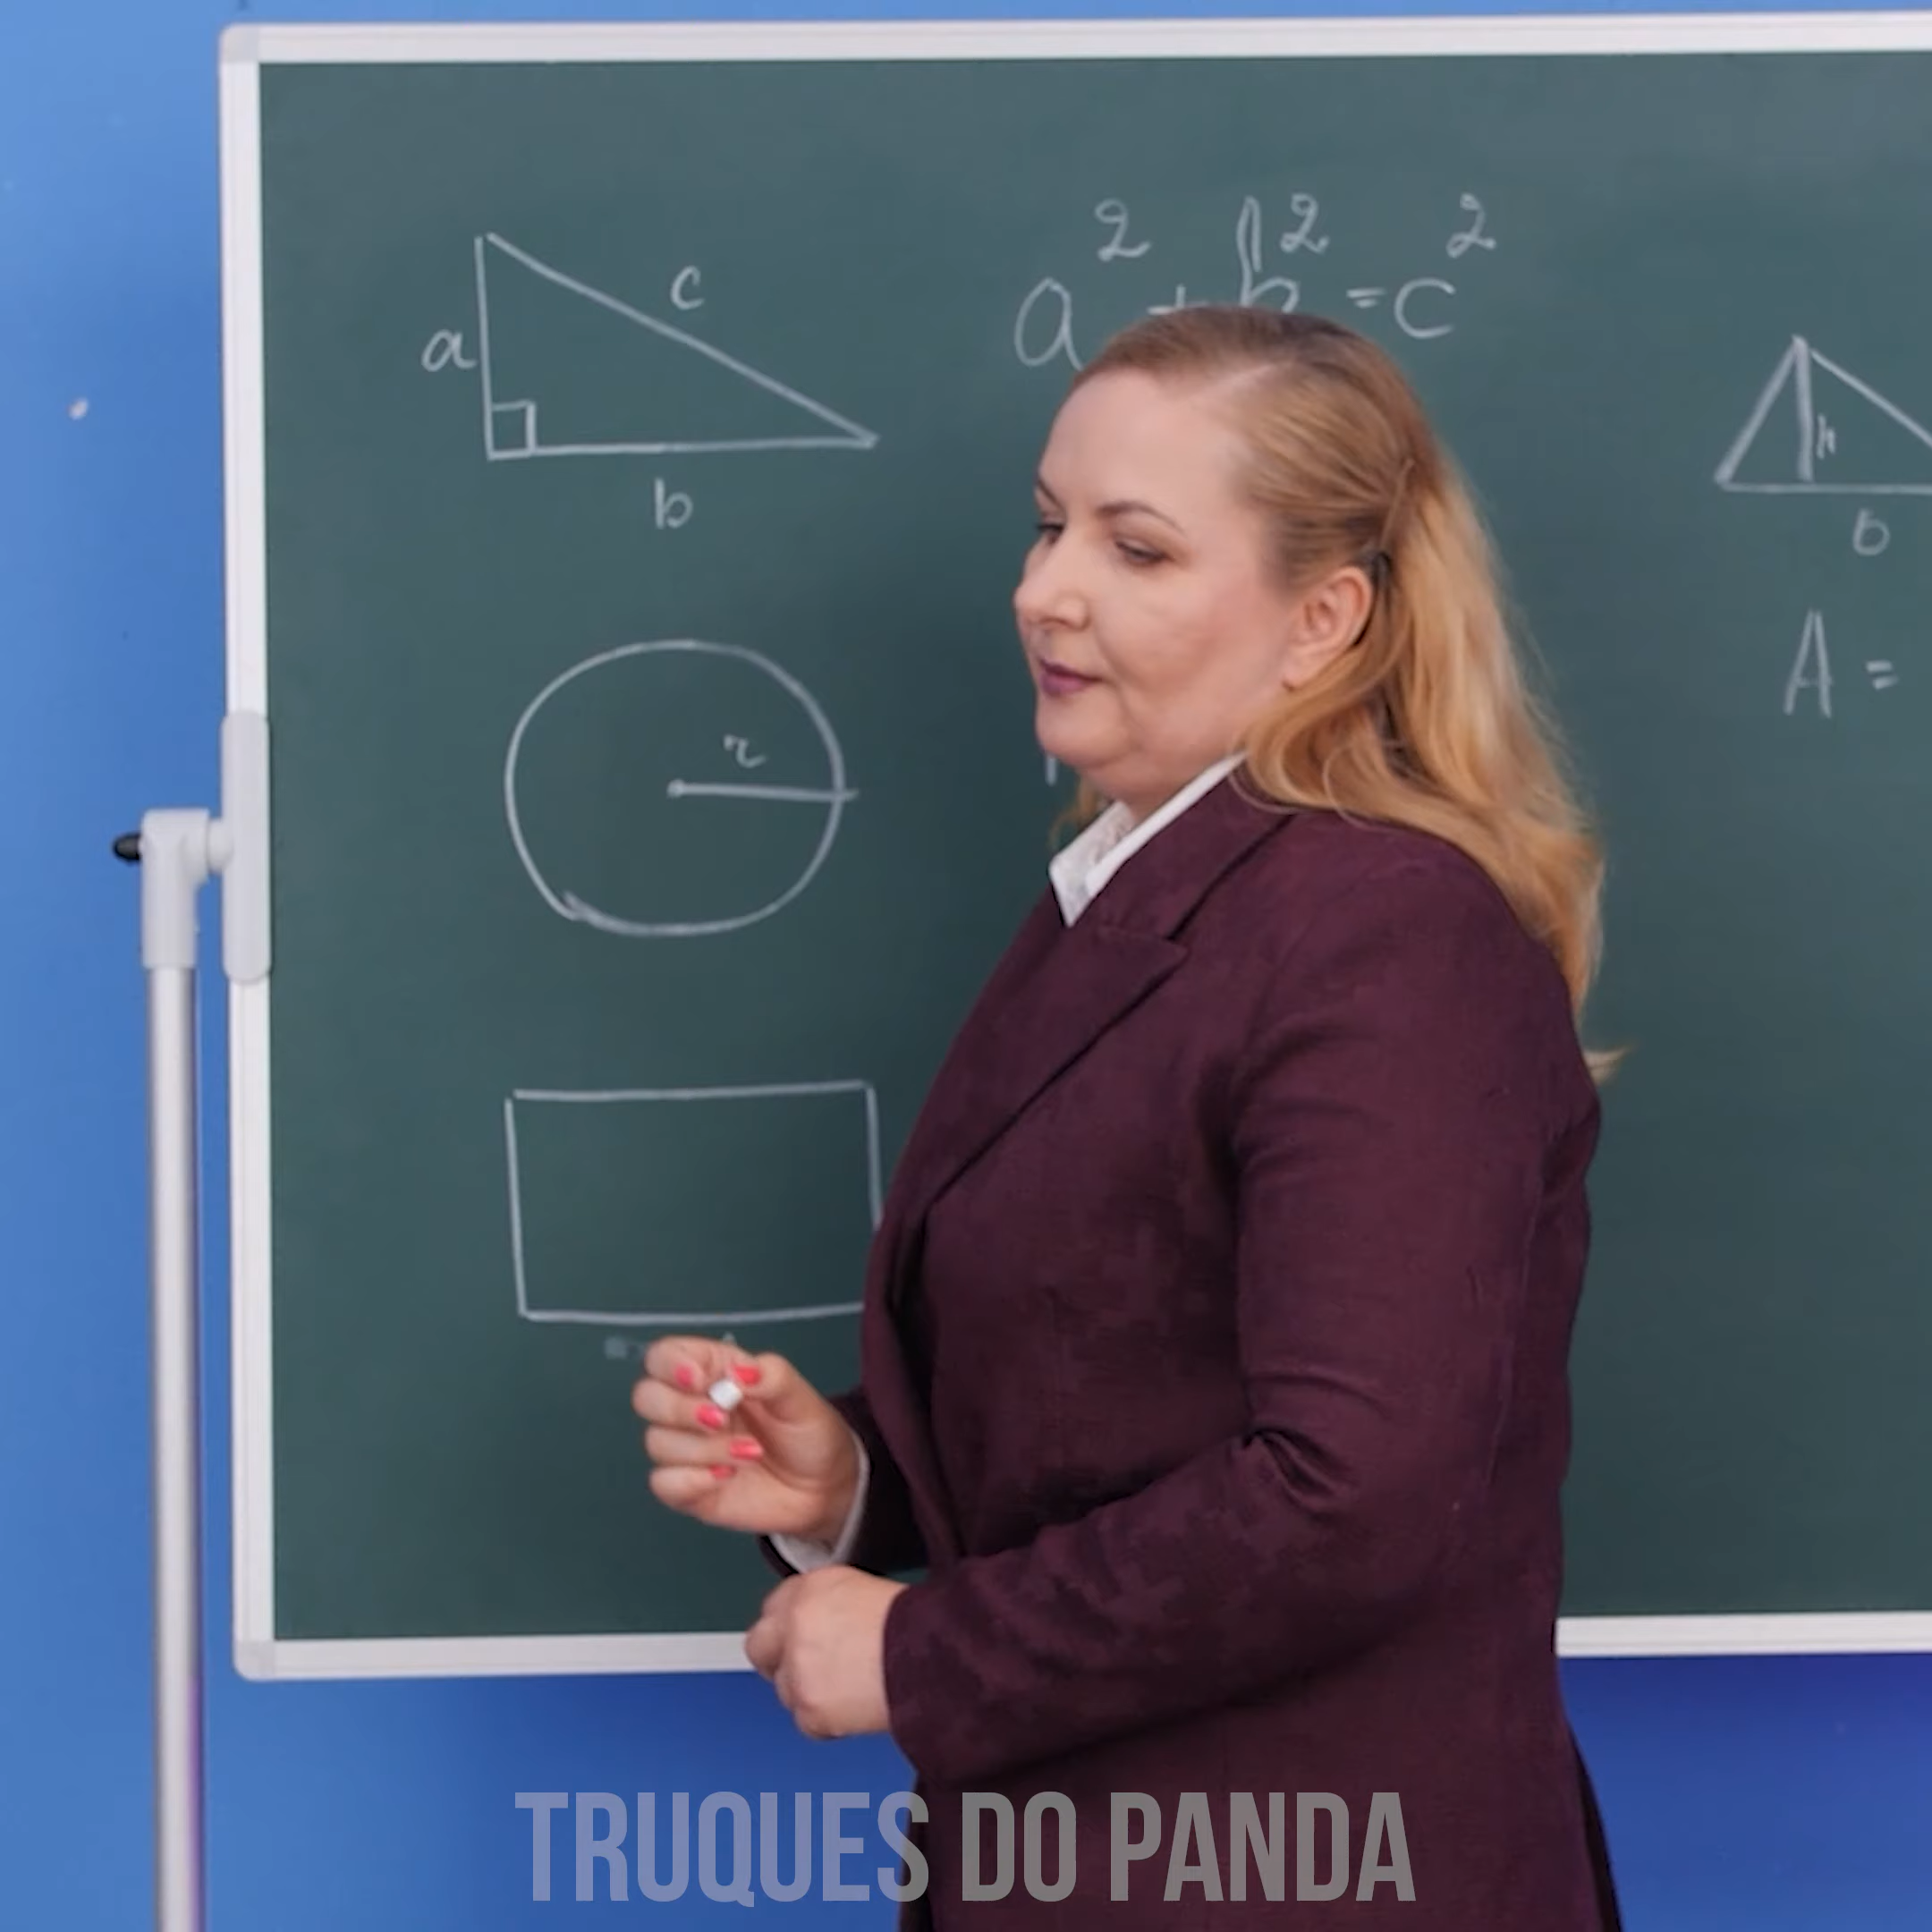 a² + b² = c²
c
a
b
h
b
r
A =
TRUQUES DO PANDA